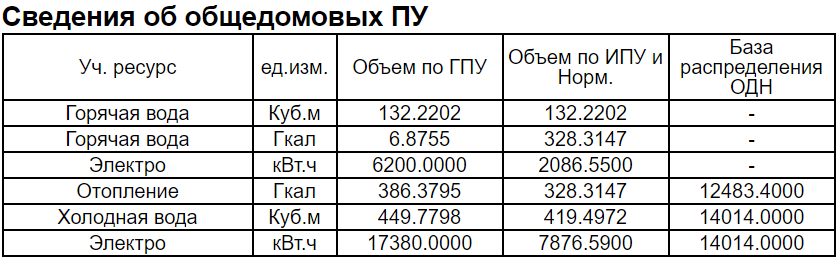 Сведения об общедомовых ПУ
Уч. ресурс ед.изм. Объем по ГПУ Объем по ИПУ и Норм. База распределения ОДН
Горячая вода Куб.м 132.2202 132.2202 -
Горячая вода Гкал 6.8755 328.3147 -
Электро кВт.ч 6200.0000 2086.5500 -
Отопление Гкал 386.3795 328.3147 12483.4000
Холодная вода Куб.м 449.7798 419.4972 14014.0000
Электро кВт.ч 17380.0000 7876.5900 14014.0000